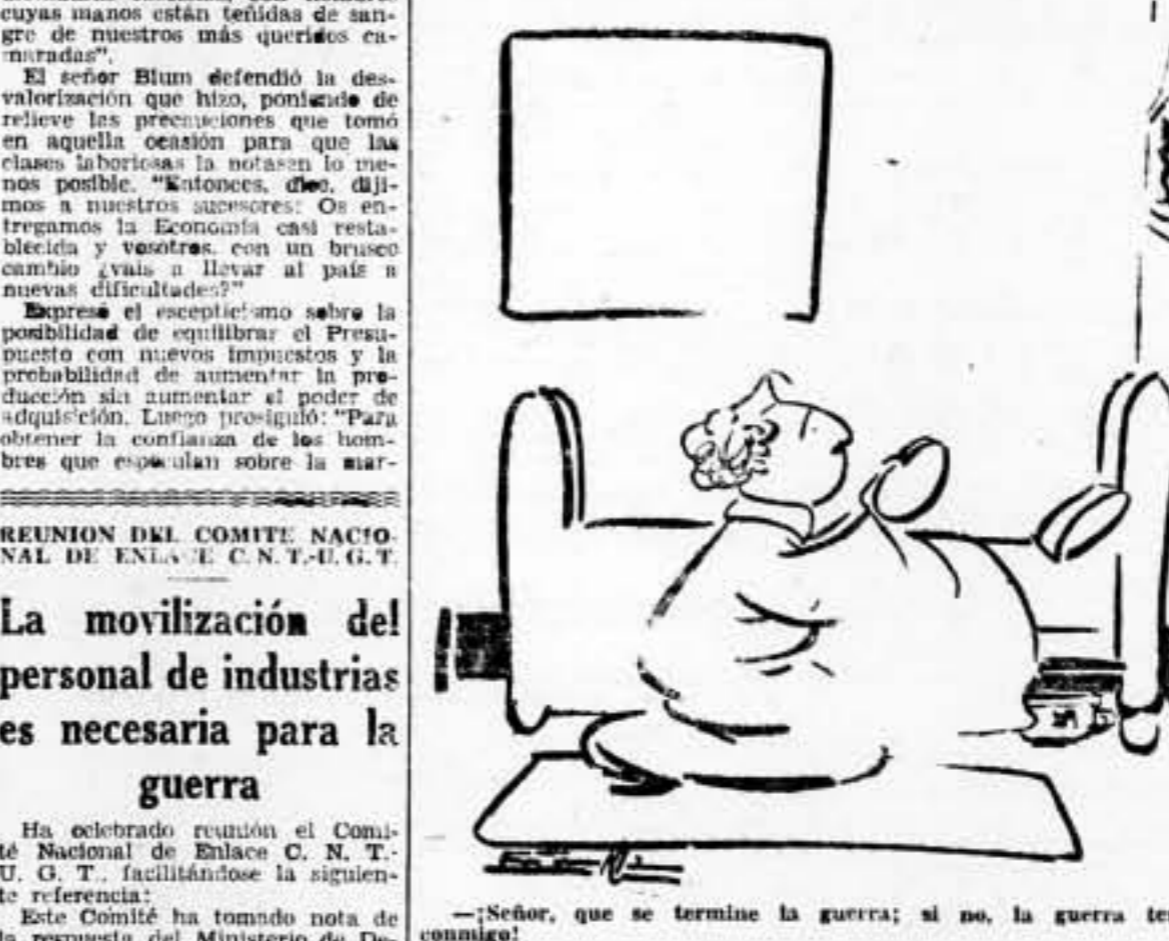 cuyas manos están teñidas de san-
gre de nuestros más queridos ca-
maradas".
El señor Blum defendió la des-
valorización que hizo, poniendo de
relieve las precauciones que tomó
en aquella ocasión para que las
clases laboriosas la notasen lo me-
nos posible. "Entonces, dice, diji-
mos a nuestros sucesores: Os en-
tregamos la Economía casi resta-
blecida y vosotros, con un brusco
cambio ¿vais a llevar al país a
nuevas dificultades?"
Expresó el escepticismo sobre la
posibilidad de equilibrar el Presu-
puesto con nuevos impuestos y la
probabilidad de aumentar la pro-
ducción sin aumentar el poder de
adquisición. Luego prosiguió: "Para
obtener la confianza de los hom-
bres que especulan sobre la mar-
REUNION DEL COMITE NACIO-
NAL DE ENLACE C. N. T.-U. G. T.
La movilización del
personal de industrias
es necesaria para la
guerra
Ha celebrado reunión el Comi-
té Nacional de Enlace C. N. T.-
U. G. T., facilitándose la siguien-
te referencia:
Este Comité ha tomado nota de
la respuesta del Ministerio de De-
—¡Señor, que se termine la guerra; si no, la guerra te
conmigo!